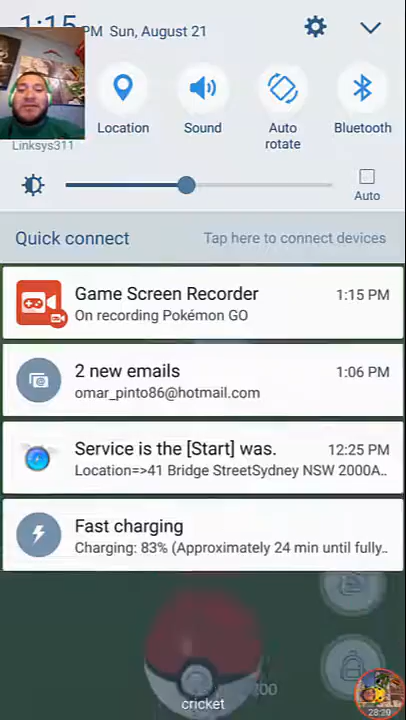 1:15 PM Sun, August 21
Linksys311
Location
Sound
Auto
rotate
Bluetooth
Auto
Quick connect
Tap here to connect devices
Game Screen Recorder
1:15 PM
On recording Pokémon GO
2 new emails
1:06 PM
omar_pinto86@hotmail.com
Service is the [Start] was.
12:25 PM
Location=>41 Bridge StreetSydney NSW 2000A..
Fast charging
Charging: 83% (Approximately 24 min until fully..
cricket
28:20